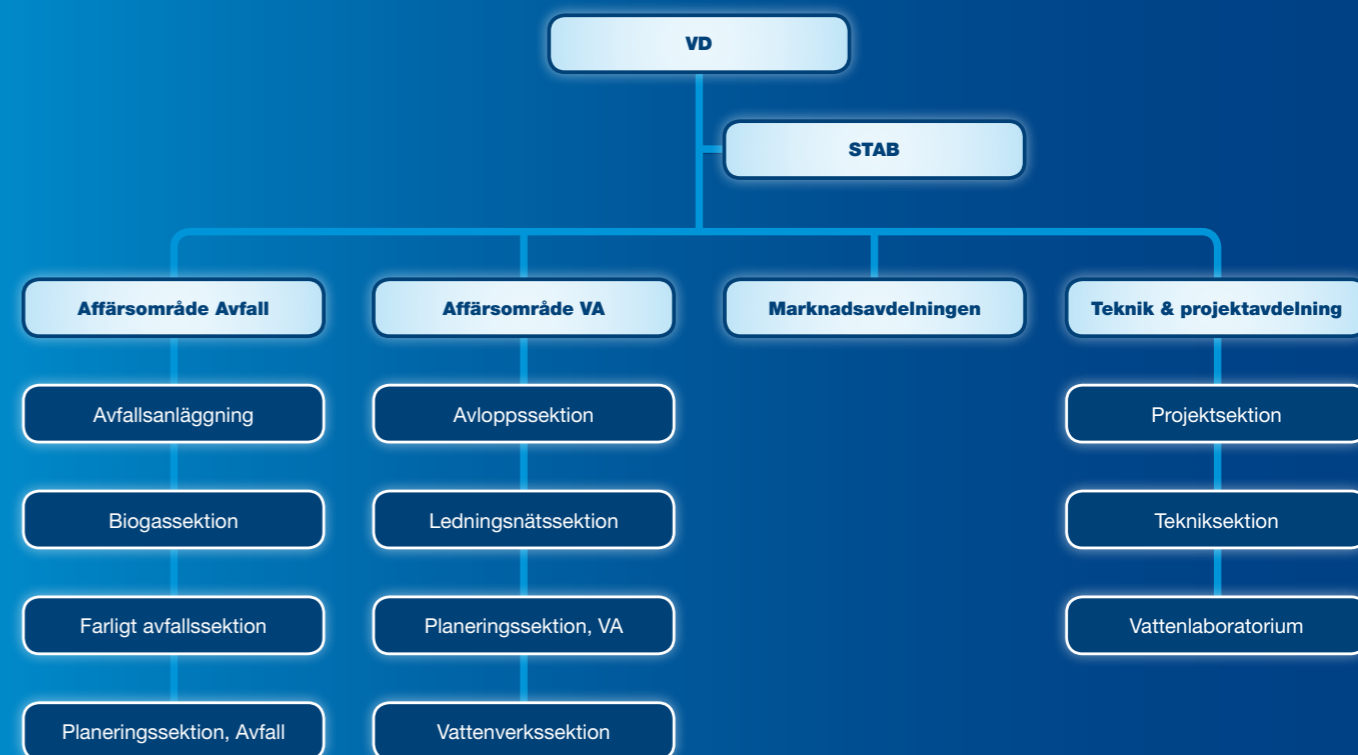 VD
STAB
Affärsområde Avfall
Affärsområde VA
Marknadsavdelningen
Teknik & projektavdelning
Avfallsanläggning
Avloppssektion
Projektsektion
Biogassektion
Ledningsnätssektion
Tekniksektion
Farligt avfallssektion
Planeringssektion, VA
Vattenlaboratorium
Planeringssektion, Avfall
Vattenverkssektion